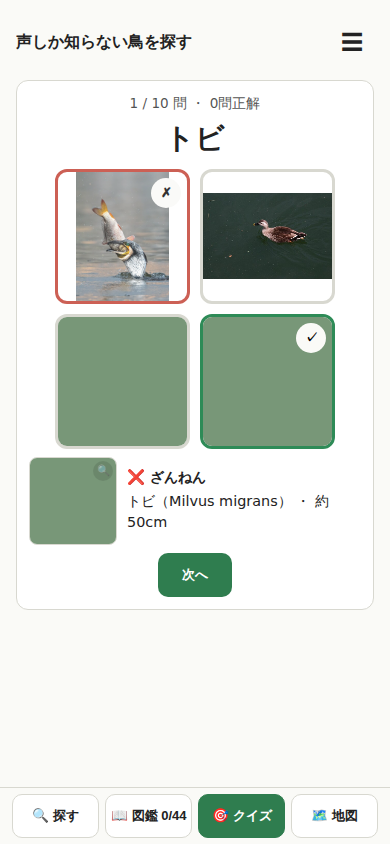 声しか知らない鳥を探す
☰
1 / 10 問 ・ 0問正解
トビ
✗
✓
🔍
❌ ざんねん
トビ（Milvus migrans） ・ 約
50cm
次へ
🔍 探す
📖 図鑑 0/44
🎯 クイズ
🗺️ 地図